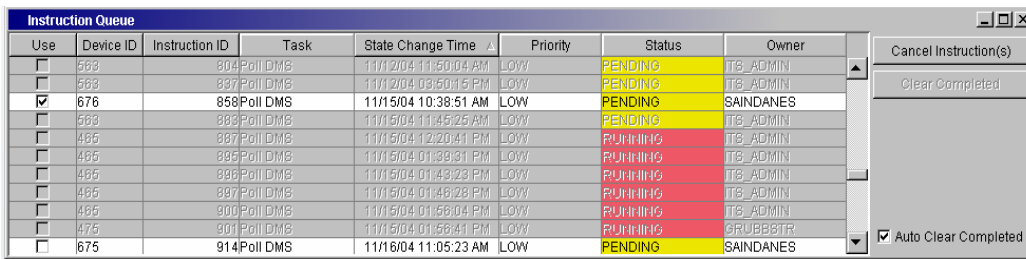 Instruction Queue
Use Device ID Instruction ID Task State Change Time Priority Status Owner
563 804 Poll DMS 11/12/04 11:50:04 AM LOW PENDING ITS_ADMIN
563 837 Poll DMS 11/12/04 03:50:15 PM LOW PENDING ITS_ADMIN
676 858 Poll DMS 11/15/04 10:38:51 AM LOW PENDING SAINDANES
563 883 Poll DMS 11/15/04 11:45:25 AM LOW PENDING ITS_ADMIN
465 887 Poll DMS 11/15/04 12:20:41 PM LOW RUNNING ITS_ADMIN
465 895 Poll DMS 11/15/04 01:39:31 PM LOW RUNNING ITS_ADMIN
465 896 Poll DMS 11/15/04 01:43:23 PM LOW RUNNING ITS_ADMIN
465 897 Poll DMS 11/15/04 01:46:28 PM LOW RUNNING ITS_ADMIN
465 900 Poll DMS 11/15/04 01:56:04 PM LOW RUNNING ITS_ADMIN
475 901 Poll DMS 11/15/04 01:56:41 PM LOW RUNNING GRUBBSTR
675 914 Poll DMS 11/16/04 11:05:23 AM LOW PENDING SAINDANES
Cancel Instruction(s)
Clear Completed
Auto Clear Completed